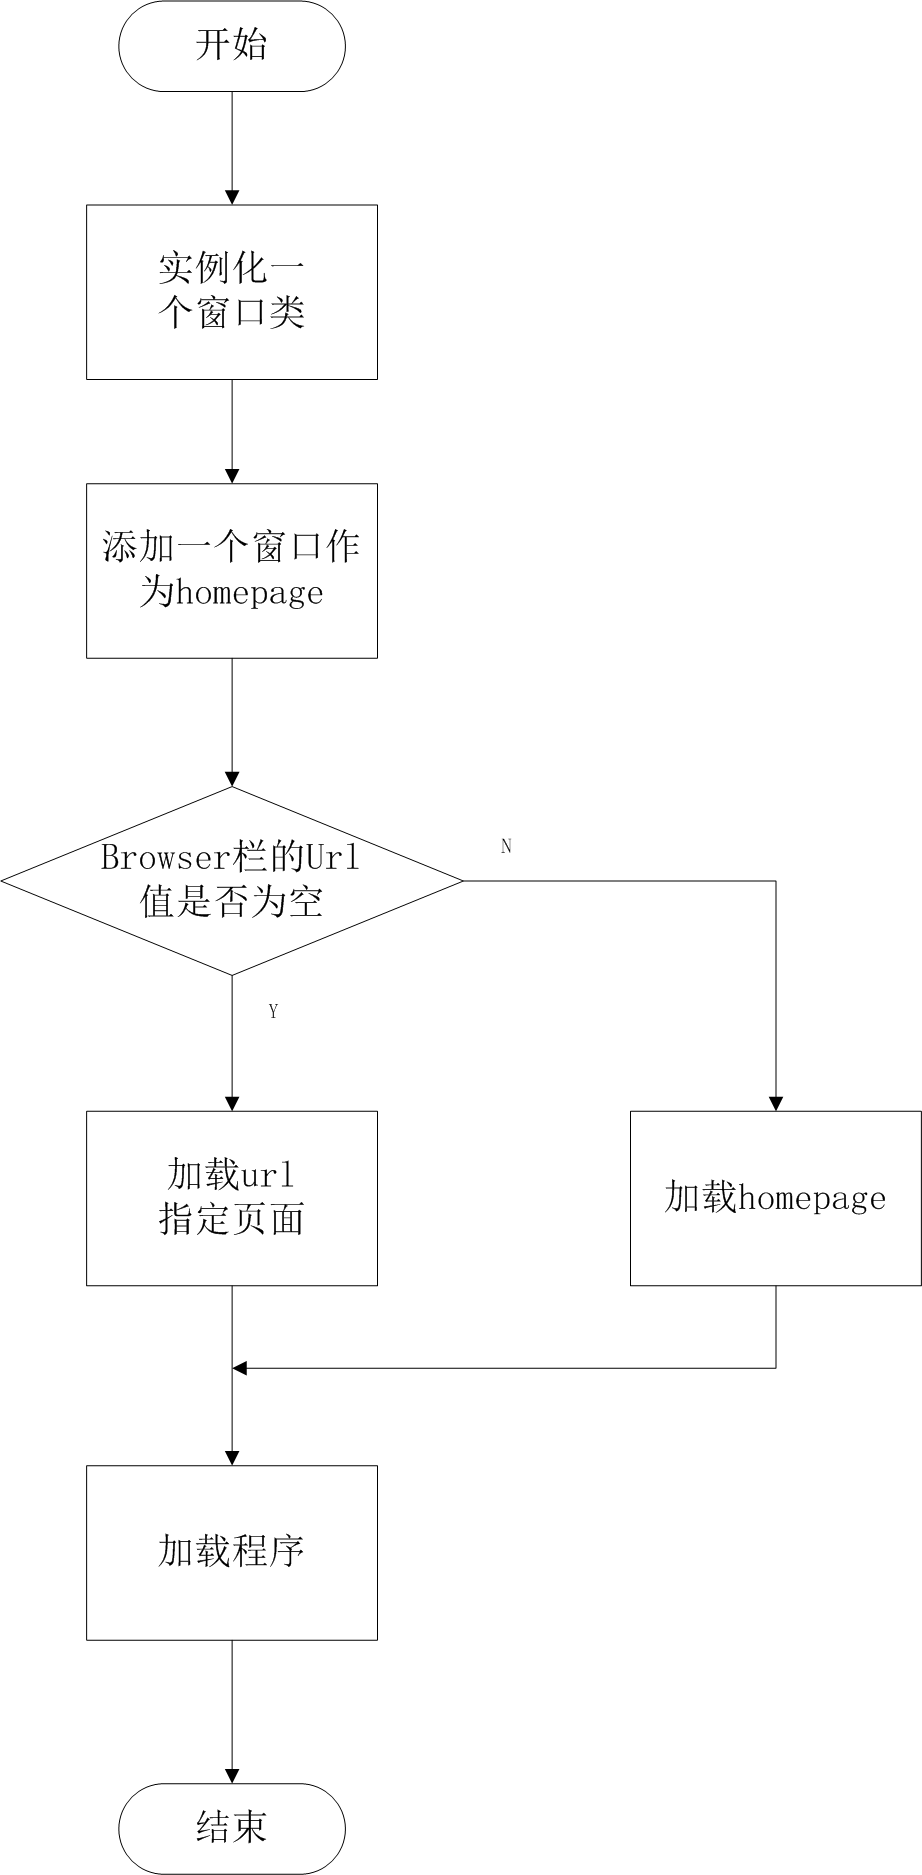 开始
实例化一
个窗口类
添加一个窗口作
为homepage
Browser栏的Url
值是否为空
N
Y
加载url
指定页面
加载homepage
加载程序
结束